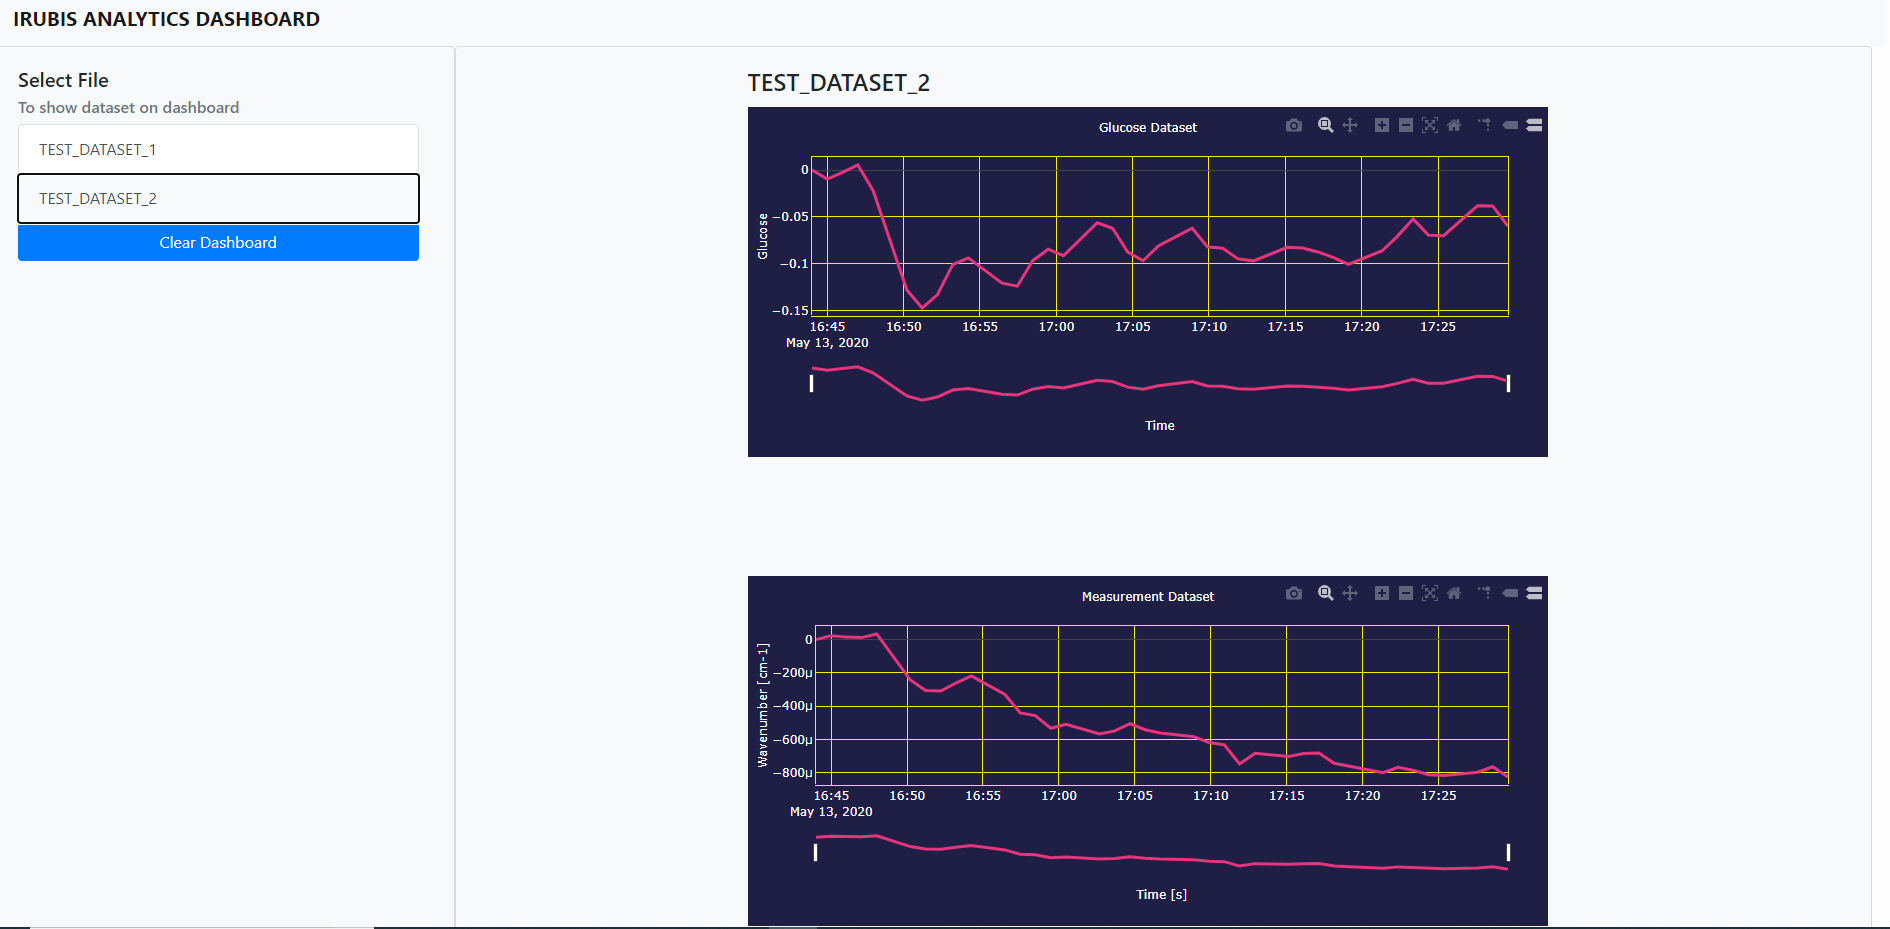 IRUBIS ANALYTICS DASHBOARD
Select File
To show dataset on dashboard
TEST_DATASET_1
TEST_DATASET_2
Clear Dashboard
TEST_DATASET_2
Glucose Dataset
Glucose
0
−0.05
−0.1
−0.15
16:45 16:50 16:55 17:00 17:05 17:10 17:15 17:20 17:25
May 13, 2020
Time
Measurement Dataset
Wavenumber [cm-1]
0
−200μ
−400μ
−600μ
−800μ
16:45 16:50 16:55 17:00 17:05 17:10 17:15 17:20 17:25
May 13, 2020
Time [s]